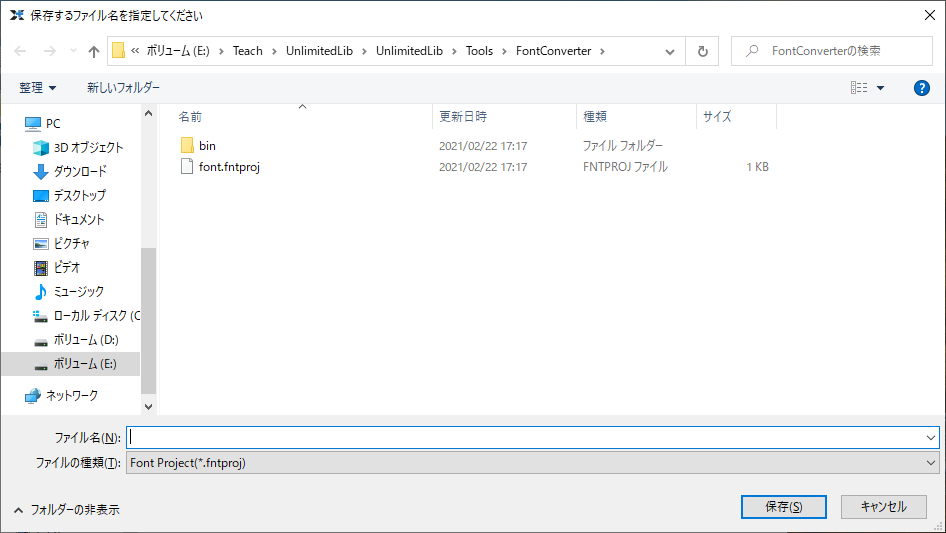 保存するファイル名を指定してください
« ボリューム (E:) › Teach › UnlimitedLib › UnlimitedLib › Tools › FontConverter ›
FontConverterの検索
整理 新しいフォルダー
名前 更新日時 種類 サイズ
bin 2021/02/22 17:17 ファイル フォルダー
font.fntproj 2021/02/22 17:17 FNTPROJ ファイル 1 KB
PC
3D オブジェクト
ダウンロード
デスクトップ
ドキュメント
ピクチャ
ビデオ
ミュージック
ローカル ディスク (C
ボリューム (D:)
ボリューム (E:)
ネットワーク
ファイル名(N):
ファイルの種類(T): Font Project(*.fntproj)
フォルダーの非表示
保存(S) キャンセル